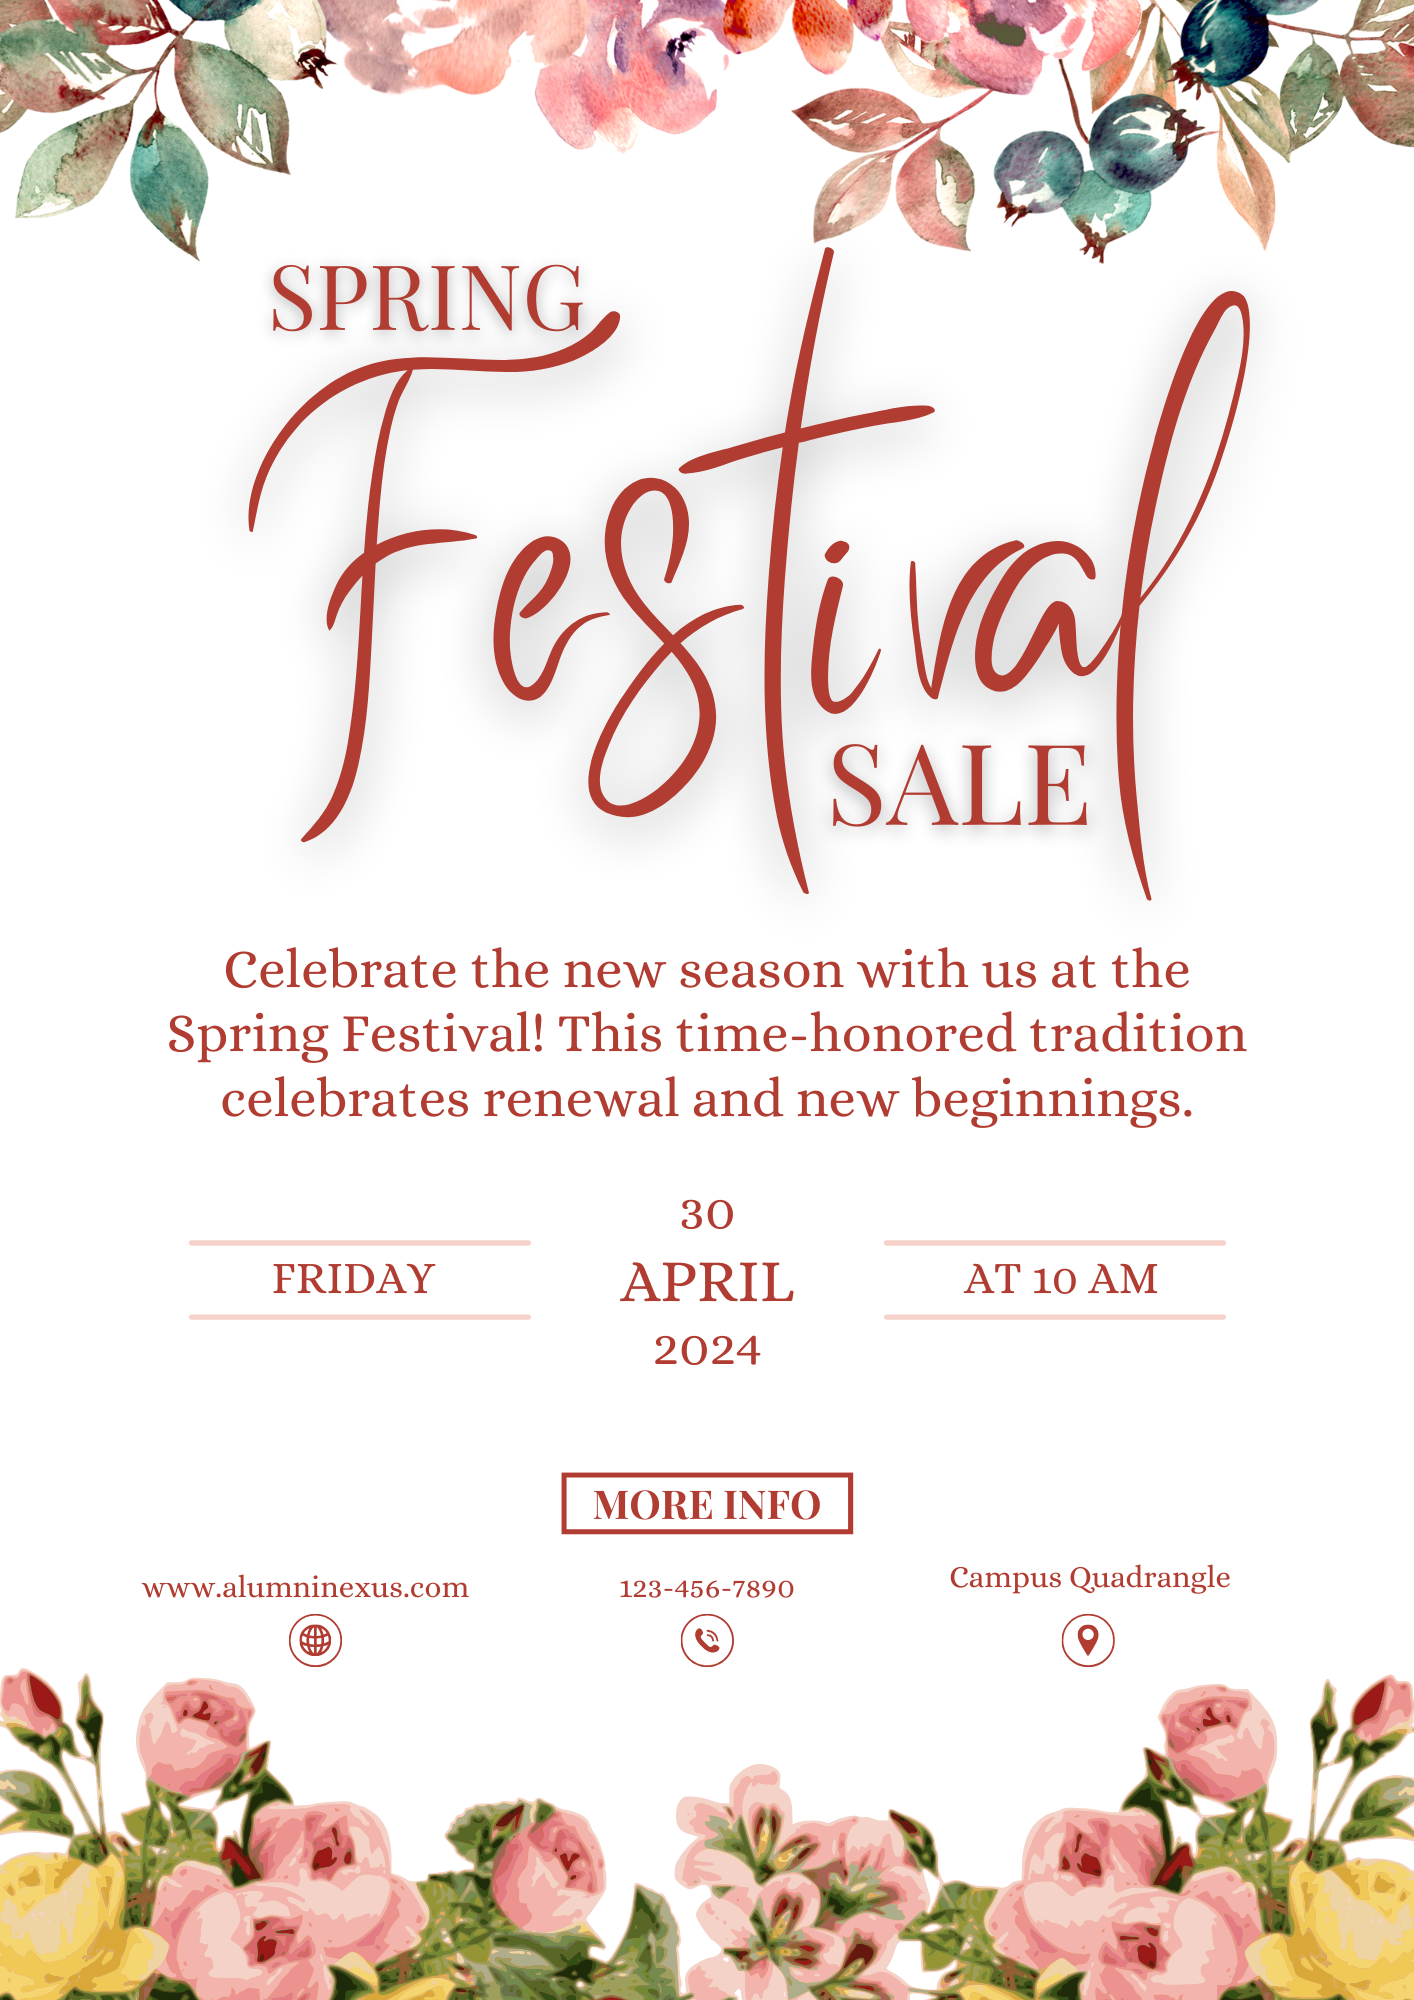 SPRING
Festival
SALE
Celebrate the new season with us at the
Spring Festival! This time-honored tradition
celebrates renewal and new beginnings.
FRIDAY
30
APRIL
2024
AT 10 AM
MORE INFO
www.alumninexus.com
123-456-7890
Campus Quadrangle